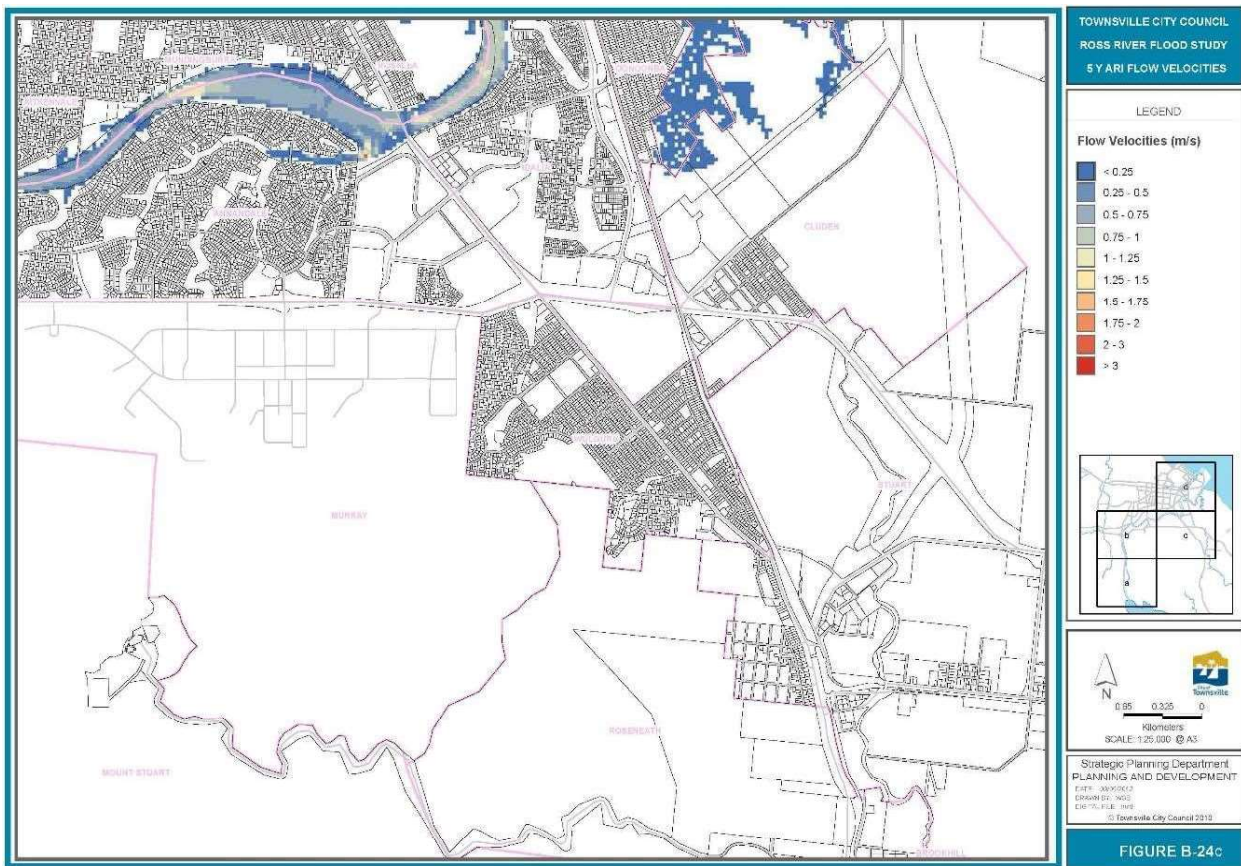 TOWNSVILLE CITY COUNCIL
ROSS RIVER FLOOD STUDY
5 Y ARI FLOW VELOCITIES
LEGEND
Flow Velocities (m/s)
< 0.25
0.25 - 0.5
0.5 - 0.75
0.75 - 1
1 - 1.25
1.25 - 1.5
1.5 - 1.75
1.75 - 2
2 - 3
> 3
ANNANDALE
CLUDEN
STUART
MURRAY
ROSENEATH
MOUNT STUART
BROOKHILL
d
b
c
a
N
City of
Townsville
0.65 0.325 0
Kilometers
SCALE 1:25,000 @ A3
Strategic Planning Department
PLANNING AND DEVELOPMENT
© Townsville City Council 2010
FIGURE B-24c